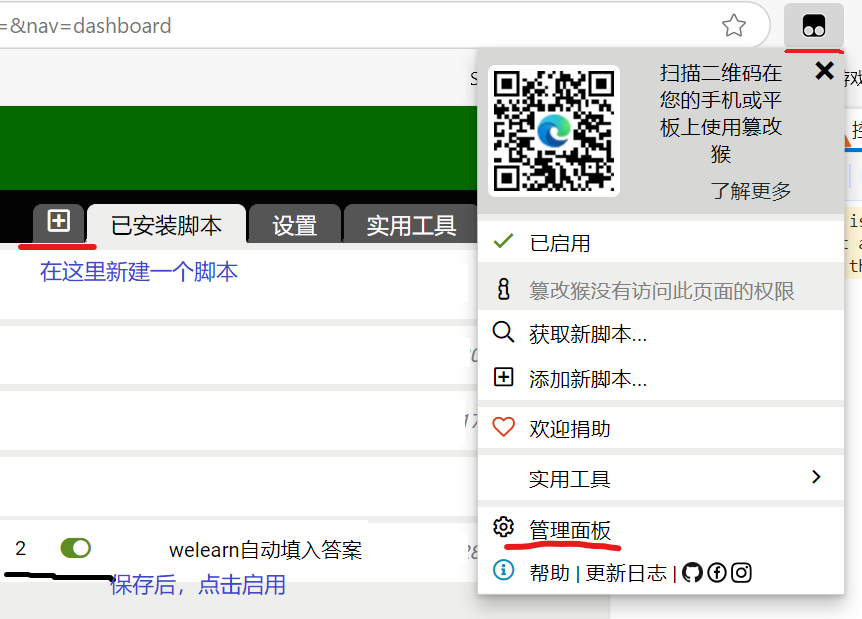 =&nav=dashboard
扫描二维码在
您的手机或平
板上使用篡改
猴
了解更多
已安装脚本
设置
实用工具
在这里新建一个脚本
已启用
篡改猴没有访问此页面的权限
获取新脚本...
添加新脚本...
欢迎捐助
实用工具
管理面板
帮助 | 更新日志 |
2
welearn自动填入答案
保存后，点击启用